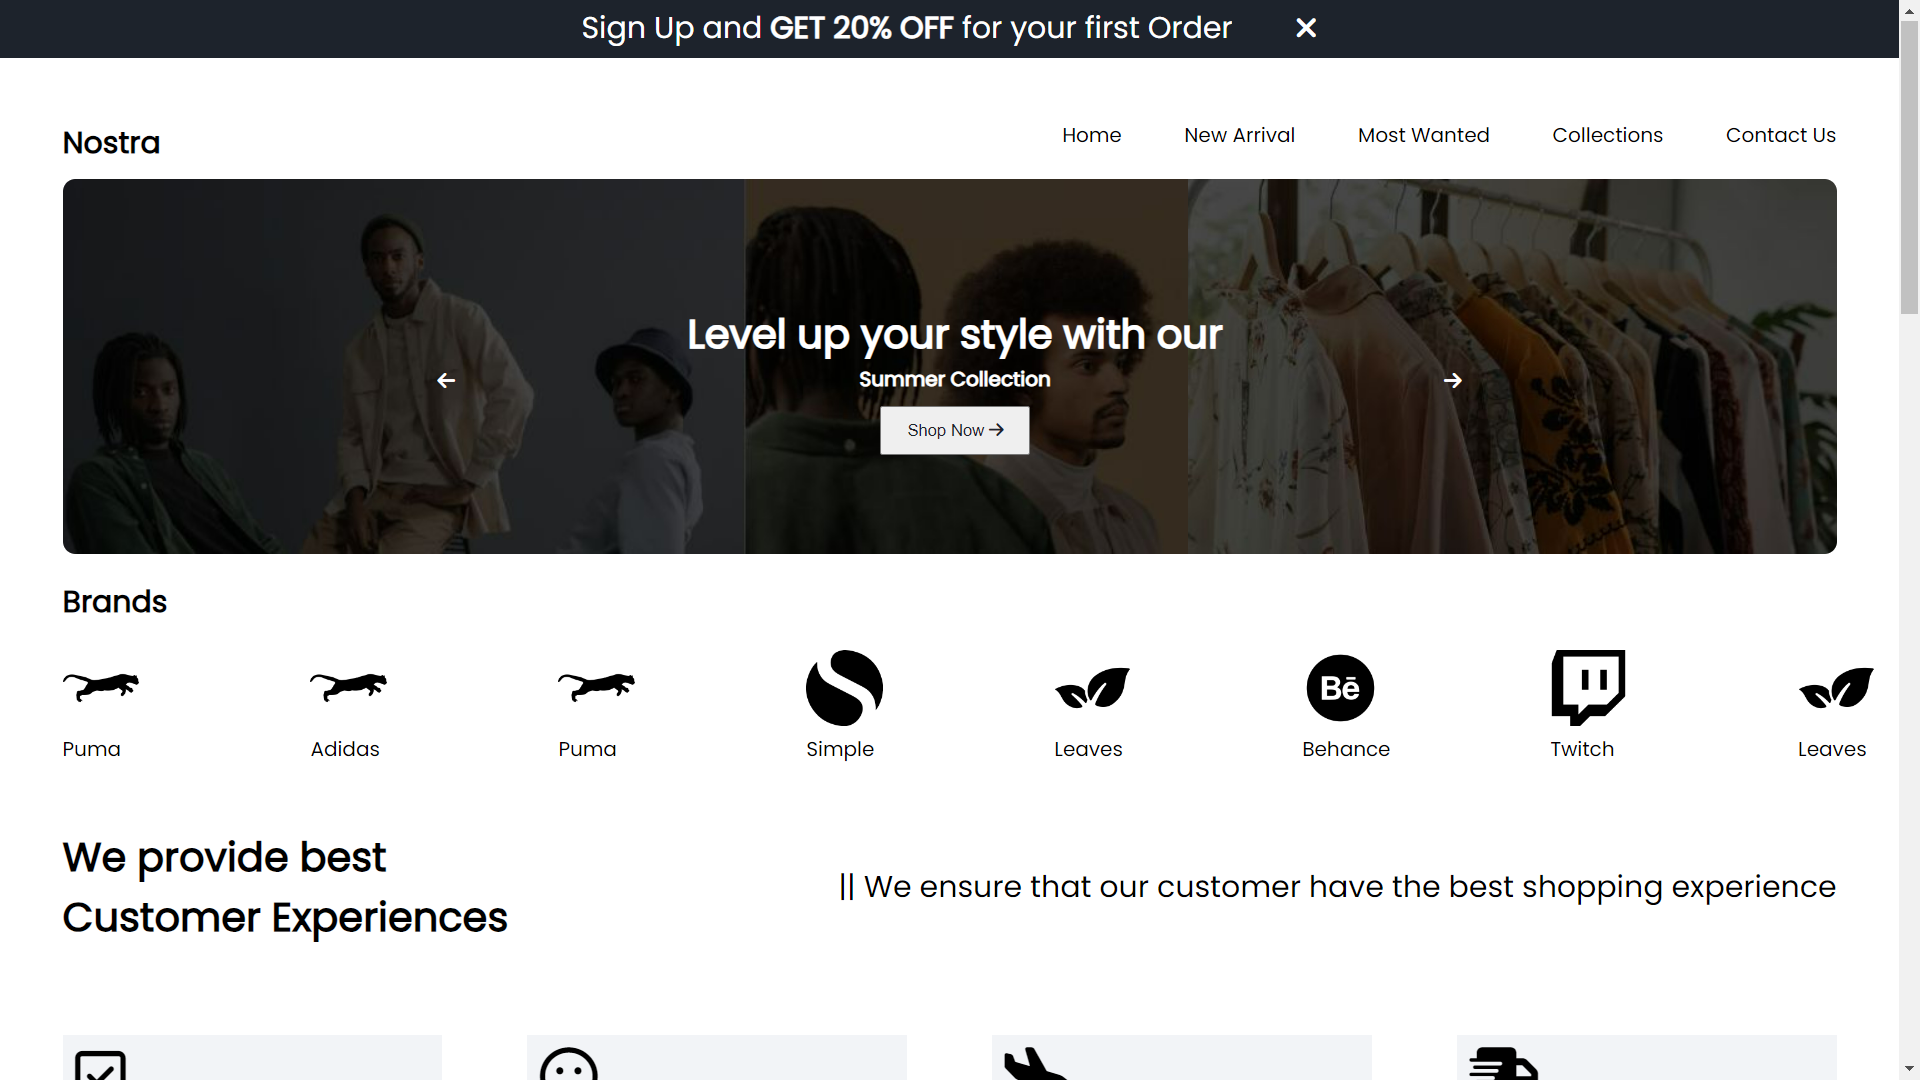 Sign Up and GET 20% OFF for your first Order
Nostra
Home New Arrival Most Wanted Collections Contact Us
Level up your style with our
Summer Collection
Shop Now
Brands
Bē
Puma Adidas Puma Simple Leaves Behance Twitch Leaves
We provide best
Customer Experiences
|| We ensure that our customer have the best shopping experience